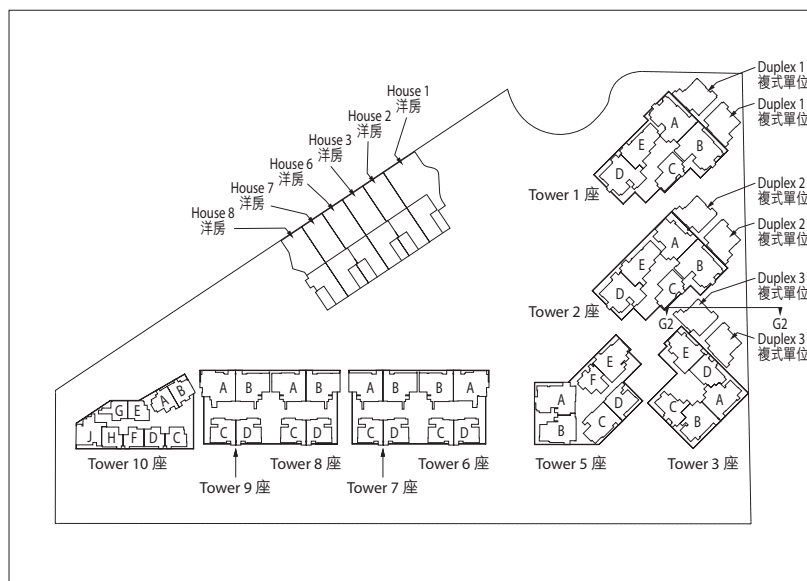 House 1
洋房
House 2
洋房
House 3
洋房
House 6
洋房
House 7
洋房
House 8
洋房
Duplex 1
複式單位
Duplex 1
複式單位
A
E
B
D
C
Tower 1 座
Duplex 2
複式單位
Duplex 2
複式單位
A
E
B
D
C
Tower 2 座
Duplex 3
複式單位
G2
G2
Duplex 3
複式單位
E
D
A
C
B
Tower 3 座
E
F
A
D
B
C
Tower 5 座
A
B
B
A
C
D
C
D
Tower 6 座
Tower 7 座
A
B
A
B
C
D
C
D
Tower 8 座
Tower 9 座
B
A
G
E
J
H
F
D
C
Tower 10 座